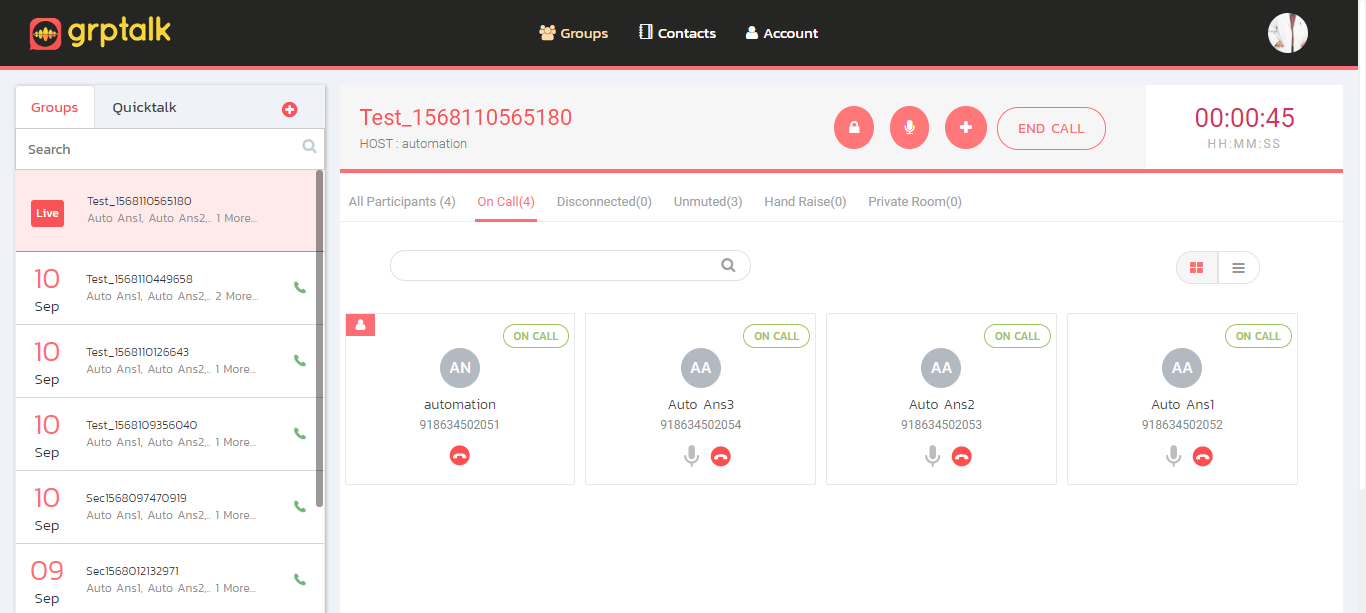 grptalk
Groups
Contacts
Account
Groups
Quicktalk
Search
Live
Test_1568110565180
Auto Ans1, Auto Ans2,.. 1 More...
10
Sep
Test_1568110449658
Auto Ans1, Auto Ans2,.. 2 More...
10
Sep
Test_1568110126643
Auto Ans1, Auto Ans2,.. 1 More...
10
Sep
Test_1568109356040
Auto Ans1, Auto Ans2,.. 1 More...
10
Sep
Sec1568097470919
Auto Ans1, Auto Ans2,.. 1 More...
09
Sep
Sec1568012132971
Auto Ans1, Auto Ans2,.. 1 More...
Test_1568110565180
HOST : automation
END CALL
00:00:45
HH:MM:SS
All Participants (4)
On Call(4)
Disconnected(0)
Unmuted(3)
Hand Raise(0)
Private Room(0)
ON CALL
AN
automation
918634502051
ON CALL
AA
Auto Ans3
918634502054
ON CALL
AA
Auto Ans2
918634502053
ON CALL
AA
Auto Ans1
918634502052